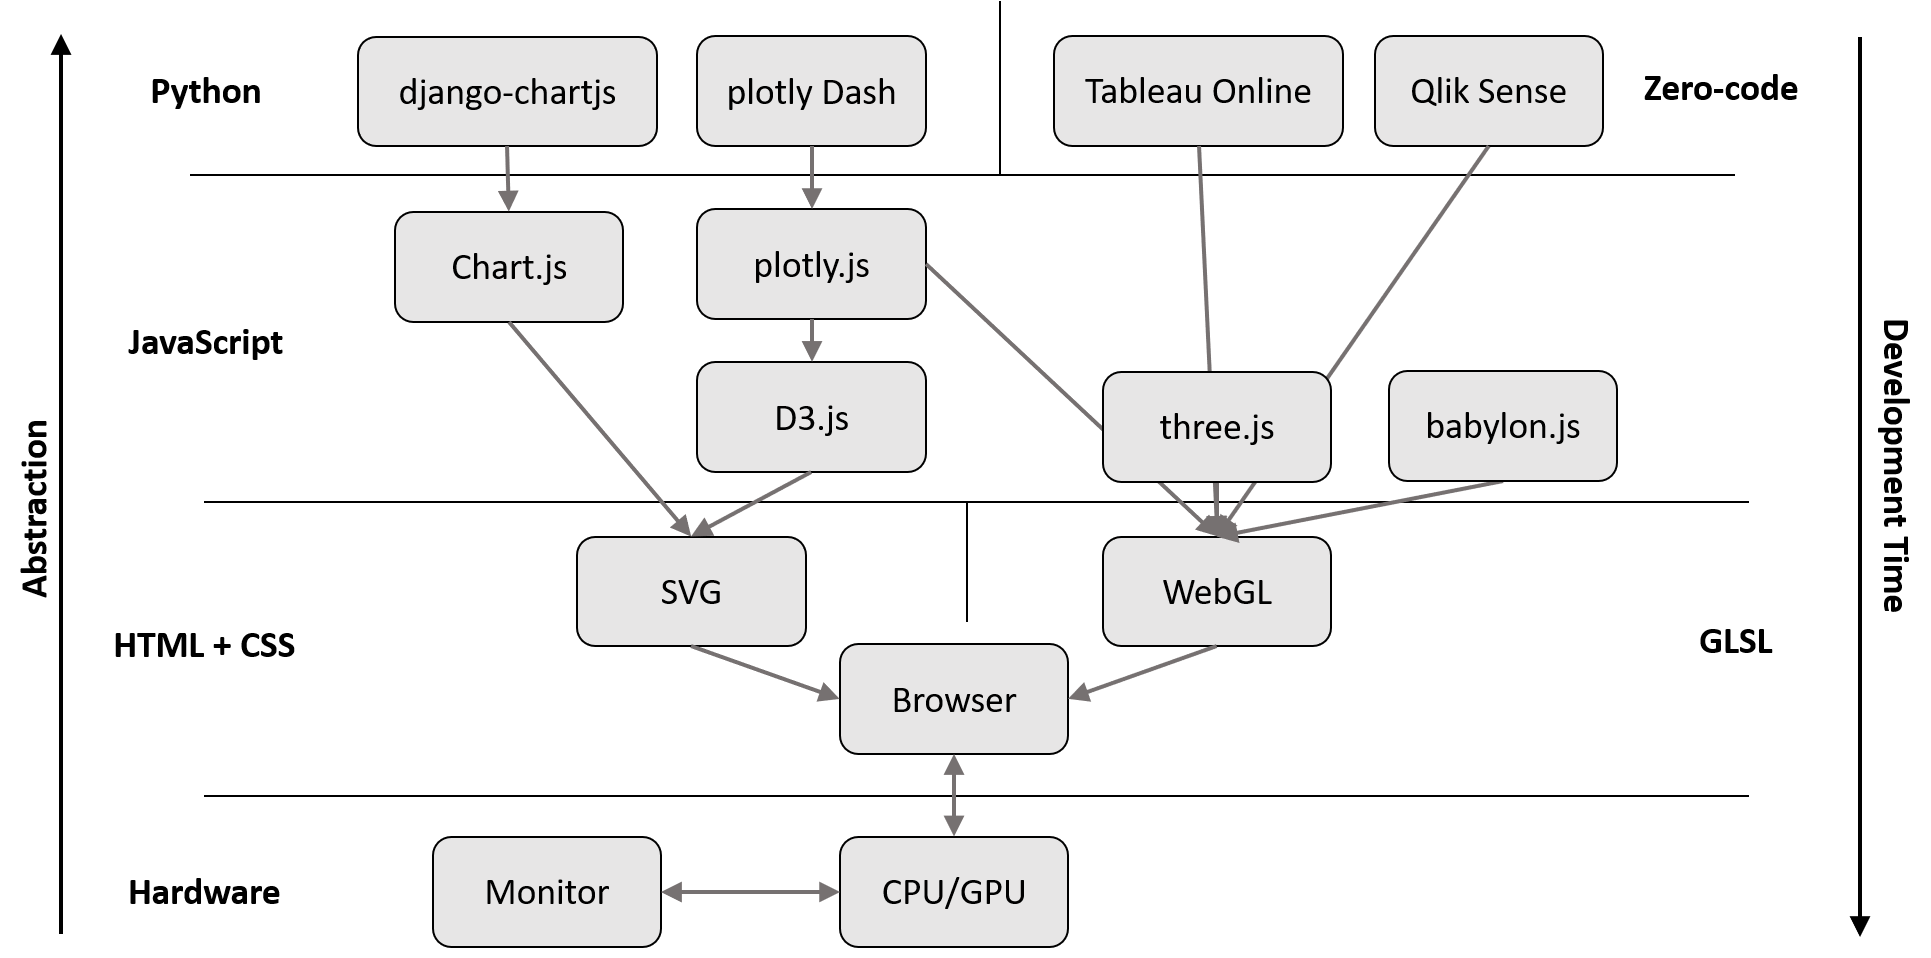 Python
django-chartjs
plotly Dash
Tableau Online
Qlik Sense
Zero-code
Chart.js
plotly.js
JavaScript
D3.js
three.js
babylon.js
Abstraction
Development Time
SVG
WebGL
HTML + CSS
GLSL
Browser
Hardware
Monitor
CPU/GPU